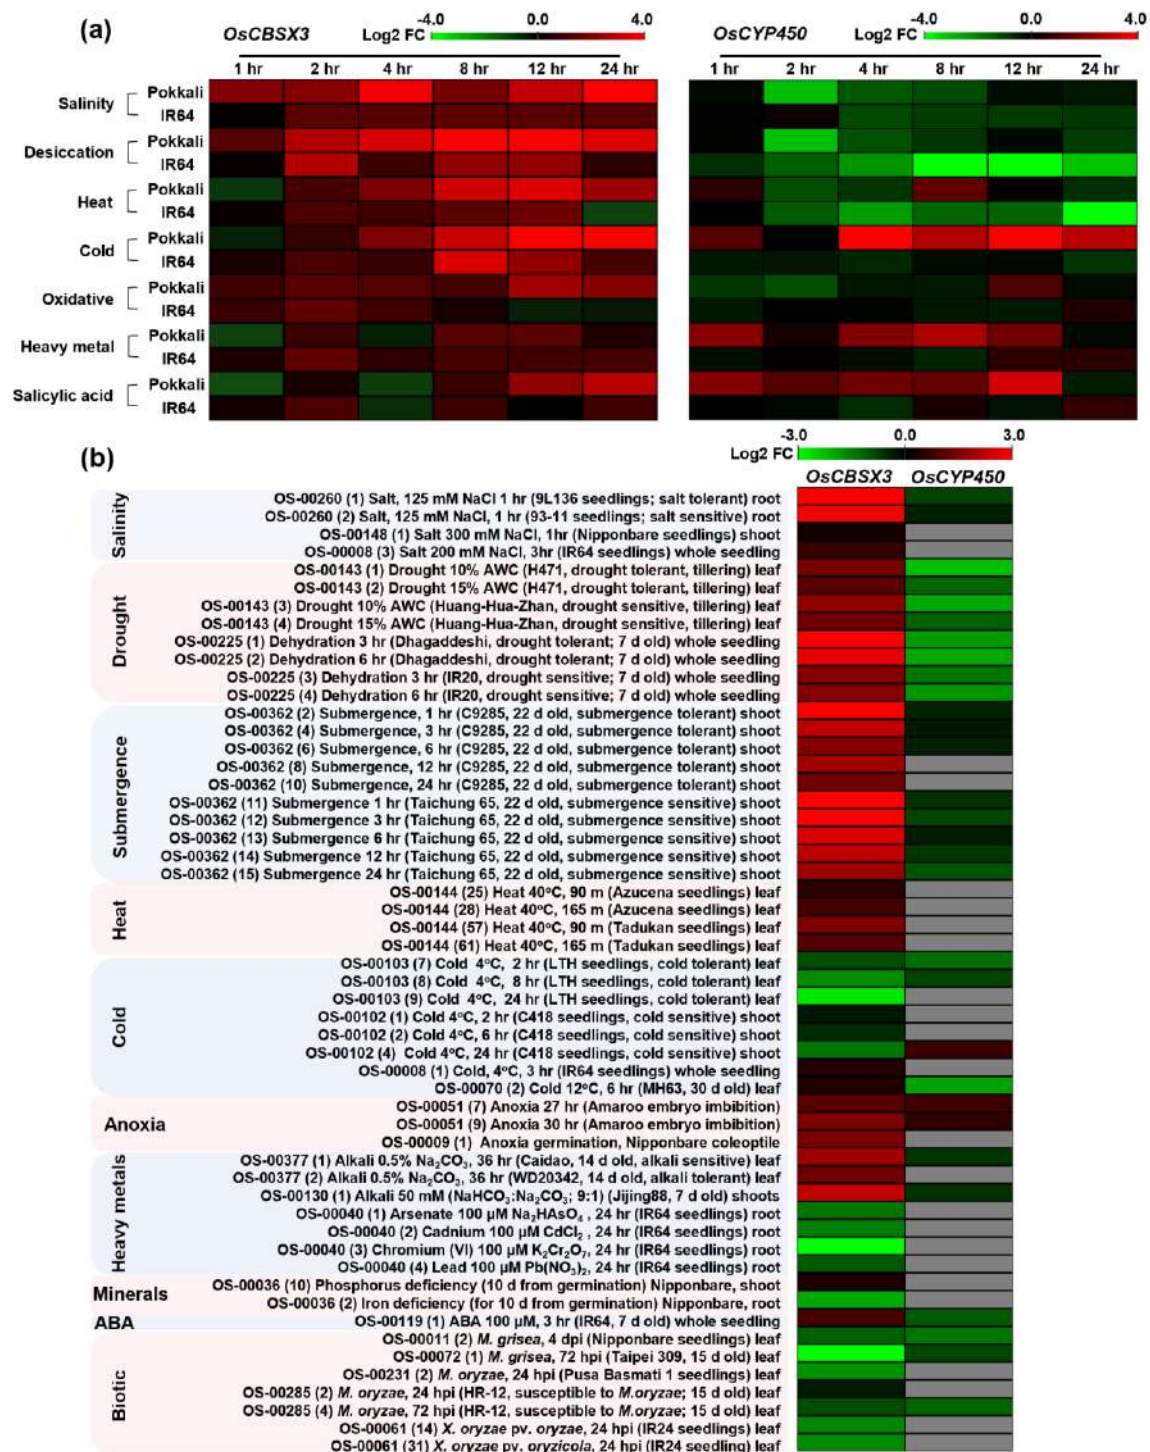 (a)
OsCBSX3
Log2 FC
-4.0 0.0 4.0
1 hr 2 hr 4 hr 8 hr 12 hr 24 hr
OsCYP450
Log2 FC
-4.0 0.0 4.0
1 hr 2 hr 4 hr 8 hr 12 hr 24 hr
Salinity
Pokkali
IR64
Desiccation
Pokkali
IR64
Heat
Pokkali
IR64
Cold
Pokkali
IR64
Oxidative
Pokkali
IR64
Heavy metal
Pokkali
IR64
Salicylic acid
Pokkali
IR64
(b)
Log2 FC
-3.0 0.0 3.0
OsCBSX3 OsCYP450
Salinity
OS-00260 (1) Salt, 125 mM NaCl 1 hr (9L136 seedlings; salt tolerant) root
OS-00260 (2) Salt, 125 mM NaCl, 1 hr (93-11 seedlings; salt sensitive) root
OS-00148 (1) Salt 300 mM NaCl, 1hr (Nipponbare seedlings) shoot
OS-00008 (3) Salt 200 mM NaCl, 3hr (IR64 seedlings) whole seedling
Drought
OS-00143 (1) Drought 10% AWC (H471, drought tolerant, tillering) leaf
OS-00143 (2) Drought 15% AWC (H471, drought tolerant, tillering) leaf
OS-00143 (3) Drought 10% AWC (Huang-Hua-Zhan, drought sensitive, tillering) leaf
OS-00143 (4) Drought 15% AWC (Huang-Hua-Zhan, drought sensitive, tillering) leaf
OS-00225 (1) Dehydration 3 hr (Dhagaddeshi, drought tolerant; 7 d old) whole seedling
OS-00225 (2) Dehydration 6 hr (Dhagaddeshi, drought tolerant; 7 d old) whole seedling
OS-00225 (3) Dehydration 3 hr (IR20, drought sensitive; 7 d old) whole seedling
OS-00225 (4) Dehydration 6 hr (IR20, drought sensitive; 7 d old) whole seedling
Submergence
OS-00362 (2) Submergence, 1 hr (C9285, 22 d old, submergence tolerant) shoot
OS-00362 (4) Submergence, 3 hr (C9285, 22 d old, submergence tolerant) shoot
OS-00362 (6) Submergence, 6 hr (C9285, 22 d old, submergence tolerant) shoot
OS-00362 (8) Submergence, 12 hr (C9285, 22 d old, submergence tolerant) shoot
OS-00362 (10) Submergence, 24 hr (C9285, 22 d old, submergence tolerant) shoot
OS-00362 (11) Submergence 1 hr (Taichung 65, 22 d old, submergence sensitive) shoot
OS-00362 (12) Submergence 3 hr (Taichung 65, 22 d old, submergence sensitive) shoot
OS-00362 (13) Submergence 6 hr (Taichung 65, 22 d old, submergence sensitive) shoot
OS-00362 (14) Submergence 12 hr (Taichung 65, 22 d old, submergence sensitive) shoot
OS-00362 (15) Submergence 24 hr (Taichung 65, 22 d old, submergence sensitive) shoot
Heat
OS-00144 (25) Heat 40°C, 90 m (Azucena seedlings) leaf
OS-00144 (28) Heat 40°C, 165 m (Azucena seedlings) leaf
OS-00144 (57) Heat 40°C, 90 m (Tadukan seedlings) leaf
OS-00144 (61) Heat 40°C, 165 m (Tadukan seedlings) leaf
Cold
OS-00103 (7) Cold 4°C, 2 hr (LTH seedlings, cold tolerant) leaf
OS-00103 (8) Cold 4°C, 8 hr (LTH seedlings, cold tolerant) leaf
OS-00103 (9) Cold 4°C, 24 hr (LTH seedlings, cold tolerant) leaf
OS-00102 (1) Cold 4°C, 2 hr (C418 seedlings, cold sensitive) shoot
OS-00102 (2) Cold 4°C, 6 hr (C418 seedlings, cold sensitive) shoot
OS-00102 (4) Cold 4°C, 24 hr (C418 seedlings, cold sensitive) shoot
OS-00008 (1) Cold, 4°C, 3 hr (IR64 seedlings) whole seedling
OS-00070 (2) Cold 12°C, 6 hr (MH63, 30 d old) leaf
Anoxia
OS-00051 (7) Anoxia 27 hr (Amaroo embryo imbibition)
OS-00051 (9) Anoxia 30 hr (Amaroo embryo imbibition)
OS-00009 (1) Anoxia germination, Nipponbare coleoptile
Heavy metals
OS-00377 (1) Alkali 0.5% Na₂CO₃, 36 hr (Caidao, 14 d old, alkali sensitive) leaf
OS-00377 (2) Alkali 0.5% Na₂CO₃, 36 hr (WD20342, 14 d old, alkali tolerant) leaf
OS-00130 (1) Alkali 50 mM (NaHCO₃:Na₂CO₃; 9:1) (Jijing88, 7 d old) shoots
OS-00040 (1) Arsenate 100 µM Na₂HAsO₄ , 24 hr (IR64 seedlings) root
OS-00040 (2) Cadnium 100 µM CdCl₂ , 24 hr (IR64 seedlings) root
OS-00040 (3) Chromium (VI) 100 µM K₂Cr₂O₇, 24 hr (IR64 seedlings) root
OS-00040 (4) Lead 100 µM Pb(NO₃)₂, 24 hr (IR64 seedlings) root
Minerals
OS-00036 (10) Phosphorus deficiency (10 d from germination) Nipponbare, shoot
OS-00036 (2) Iron deficiency (for 10 d from germination) Nipponbare, root
ABA
OS-00119 (1) ABA 100 µM, 3 hr (IR64, 7 d old) whole seedling
Biotic
OS-00011 (2) M. grisea, 4 dpi (Nipponbare seedlings) leaf
OS-00072 (1) M. grisea, 72 hpi (Taipei 309, 15 d old) leaf
OS-00231 (2) M. oryzae, 24 hpi (Pusa Basmati 1 seedlings) leaf
OS-00285 (2) M. oryzae, 24 hpi (HR-12, susceptible to M.oryzae; 15 d old) leaf
OS-00285 (4) M. oryzae, 72 hpi (HR-12, susceptible to M.oryzae; 15 d old) leaf
OS-00061 (14) X. oryzae pv. oryzae, 24 hpi (IR24 seedlings) leaf
OS-00061 (31) X. oryzae pv. oryzicola, 24 hpi (IR24 seedlings) leaf